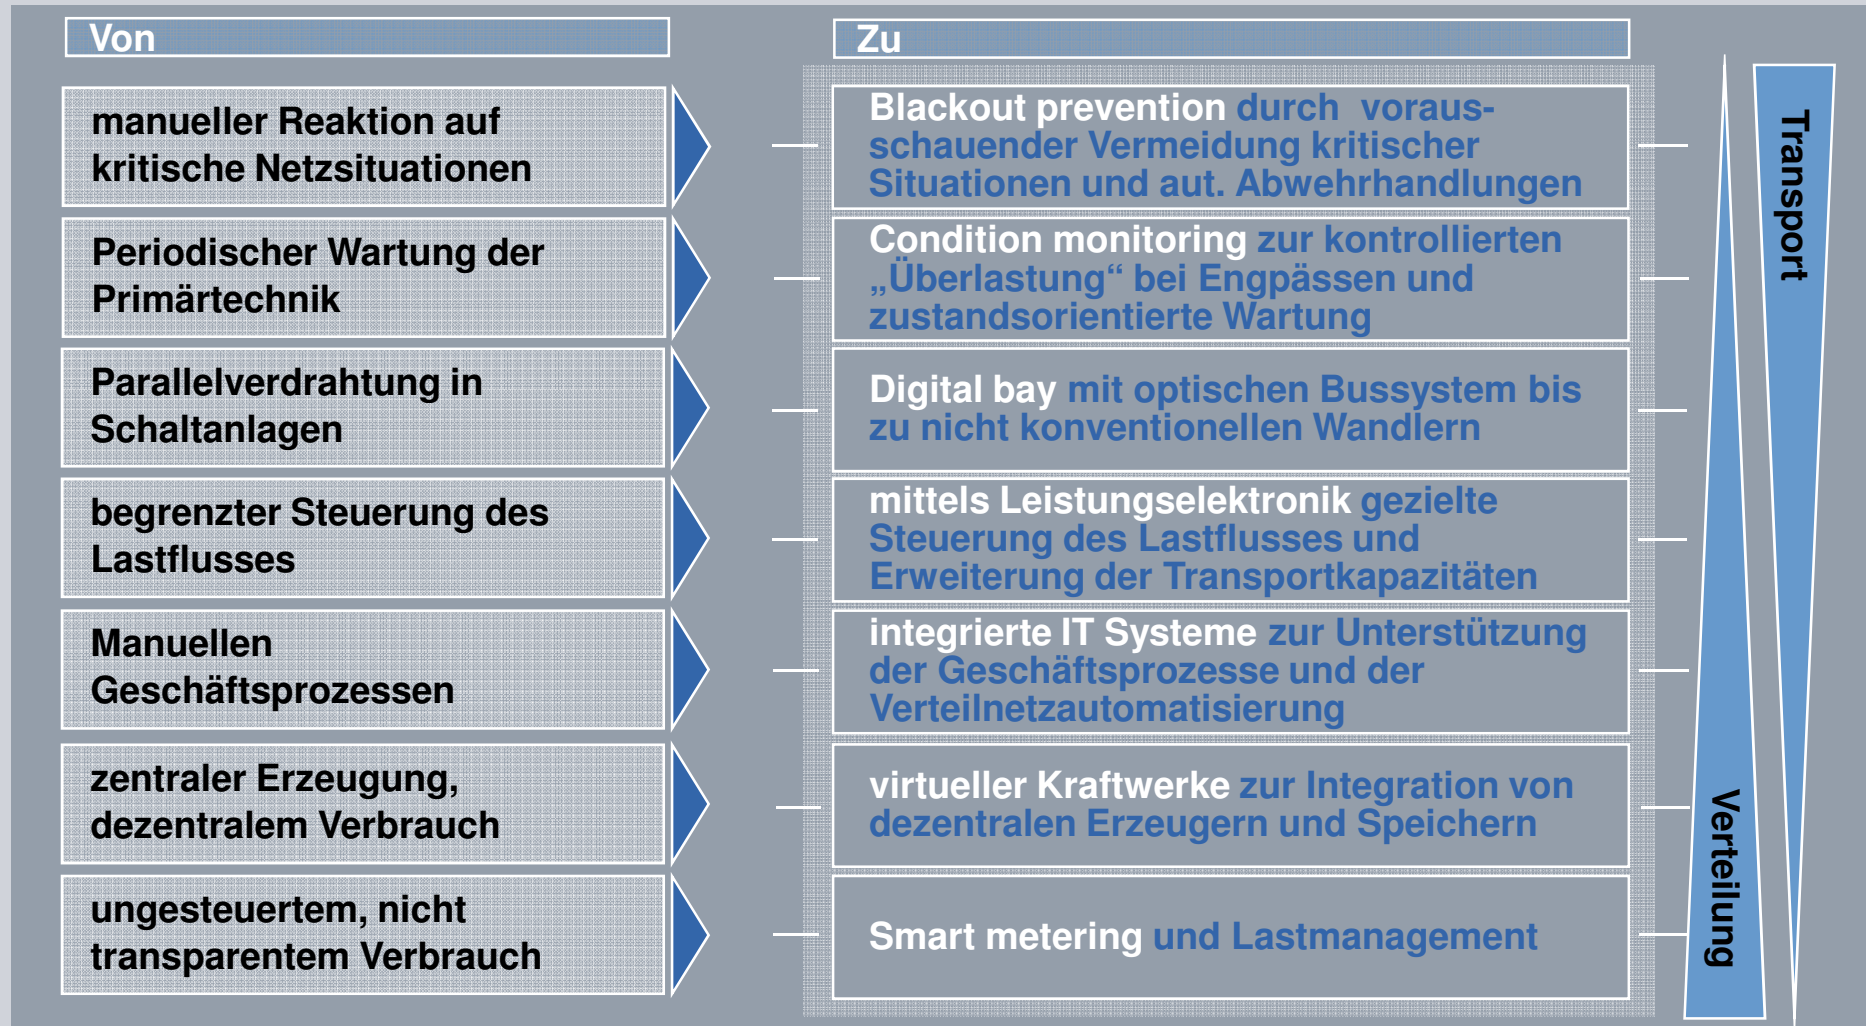 Von
Zu
manueller Reaktion auf
kritische Netzsituationen
Blackout prevention durch voraus-
schauender Vermeidung kritischer
Situationen und aut. Abwehrhandlungen
Periodischer Wartung der
Primärtechnik
Condition monitoring zur kontrollierten
„Überlastung“ bei Engpässen und
zustandsorientierte Wartung
Parallelverdrahtung in
Schaltanlagen
Digital bay mit optischen Bussystem bis
zu nicht konventionellen Wandlern
begrenzter Steuerung des
Lastflusses
mittels Leistungselektronik gezielte
Steuerung des Lastflusses und
Erweiterung der Transportkapazitäten
Manuellen
Geschäftsprozessen
integrierte IT Systeme zur Unterstützung
der Geschäftsprozesse und der
Verteilnetzautomatisierung
zentraler Erzeugung,
dezentralem Verbrauch
virtueller Kraftwerke zur Integration von
dezentralen Erzeugern und Speichern
ungesteuertem, nicht
transparentem Verbrauch
Smart metering und Lastmanagement
Transport
Verteilung